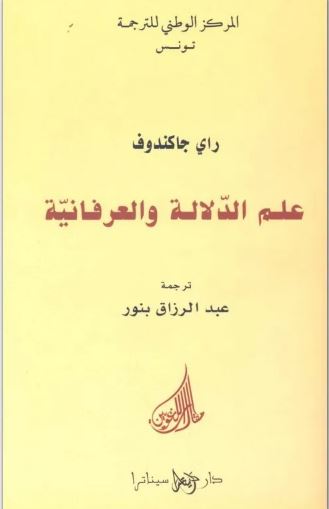 المركز الوطني للترجمة
تونس
راي جاكندوف
علم الدّلالة والعرفانيّة
ترجمة
عبد الرزاق بنور
دار سيناترا